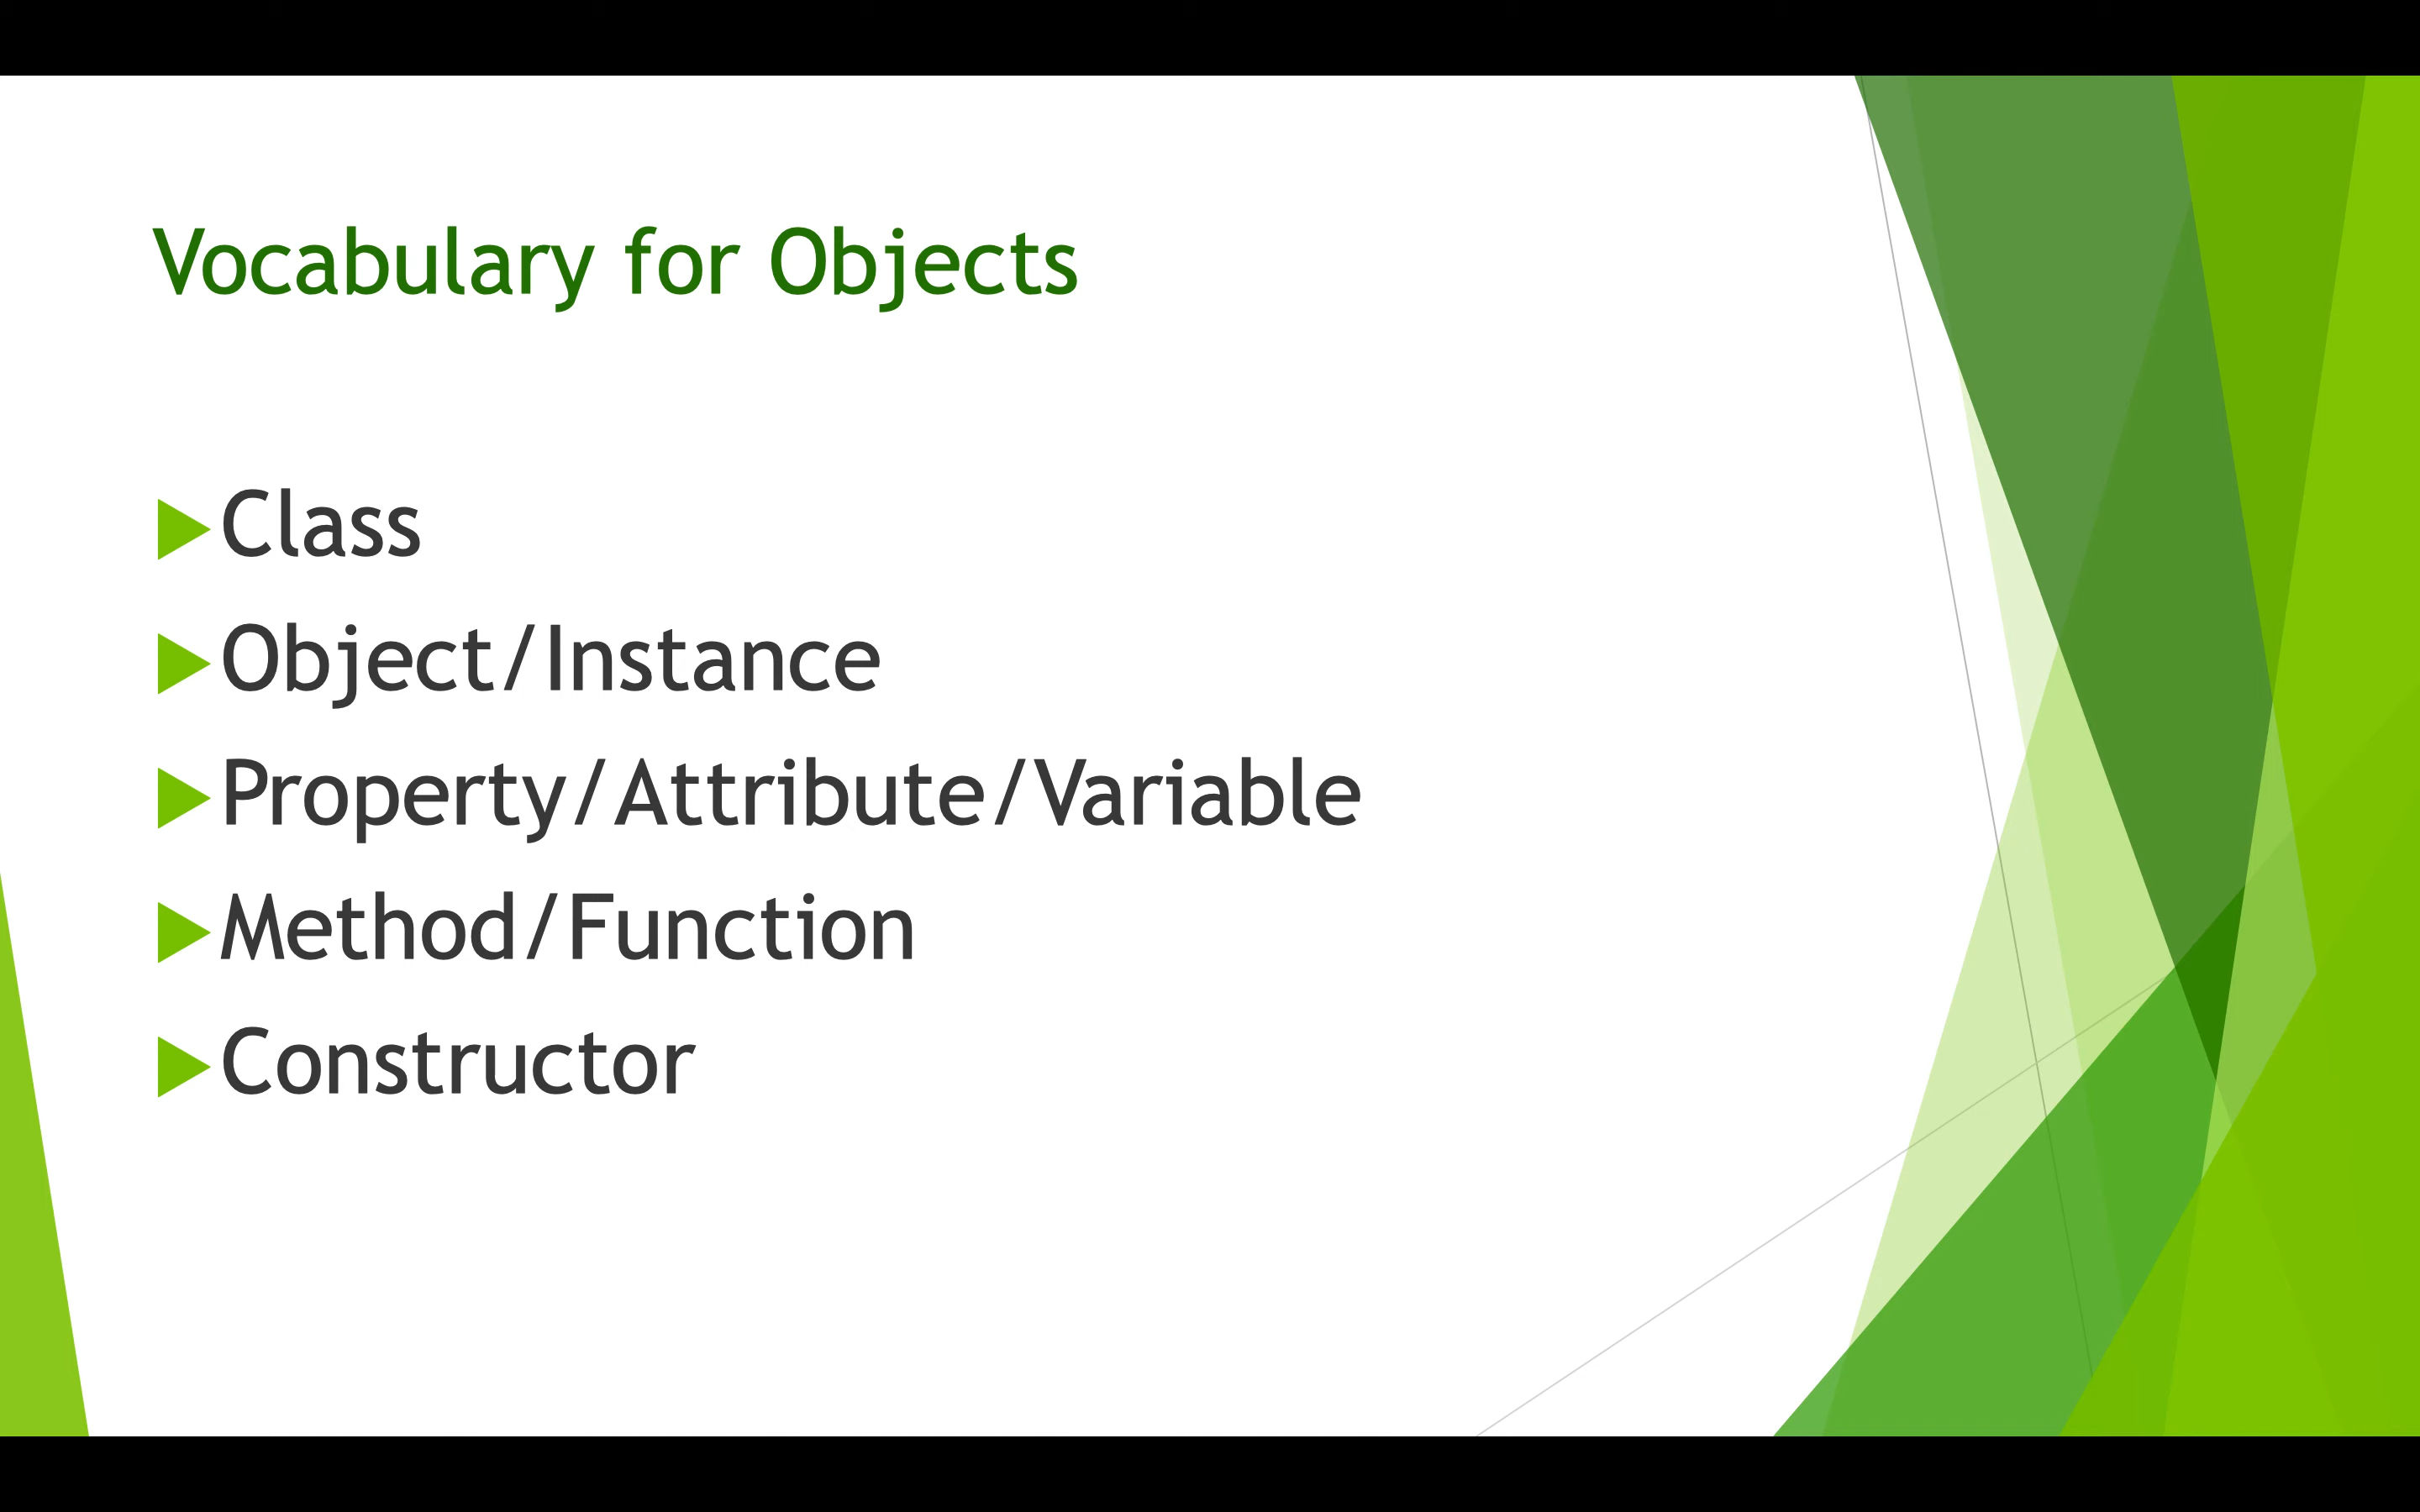 Vocabulary for Objects
Class
Object/Instance
Property/Attribute/Variable
Method/Function
Constructor